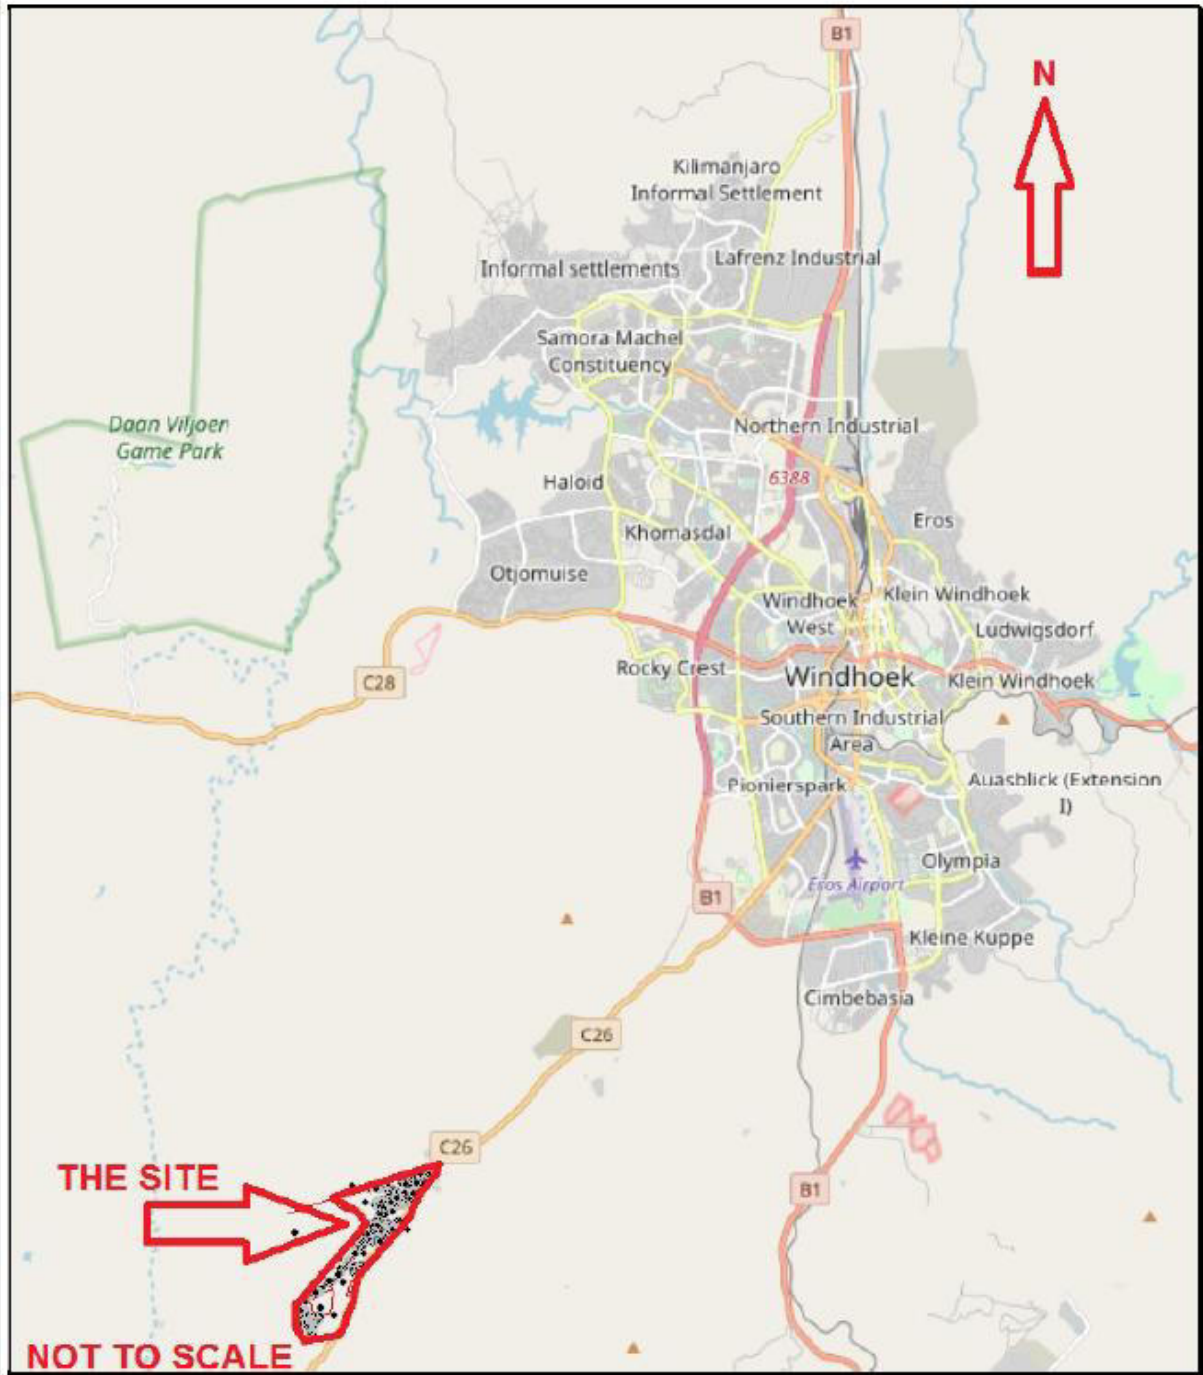 B1
N
Kilimanjaro
Informal Settlement
Lafrenz Industrial
Informal settlements
Samora Machel
Constituency
Daan Viljoen
Game Park
Northern Industrial
6388
Haloid
Eros
Khomasdal
Otjomuise
Klein Windhoek
Windhoek
West
Ludwigsdorf
Rocky Crest
Windhoek
Klein Windhoek
C28
Southern Industrial
Area
Auasblick (Extension
I)
Pionierspark
Olympia
Eros Airport
B1
Kleine Kuppe
Cimbebasia
C26
C26
THE SITE
B1
NOT TO SCALE